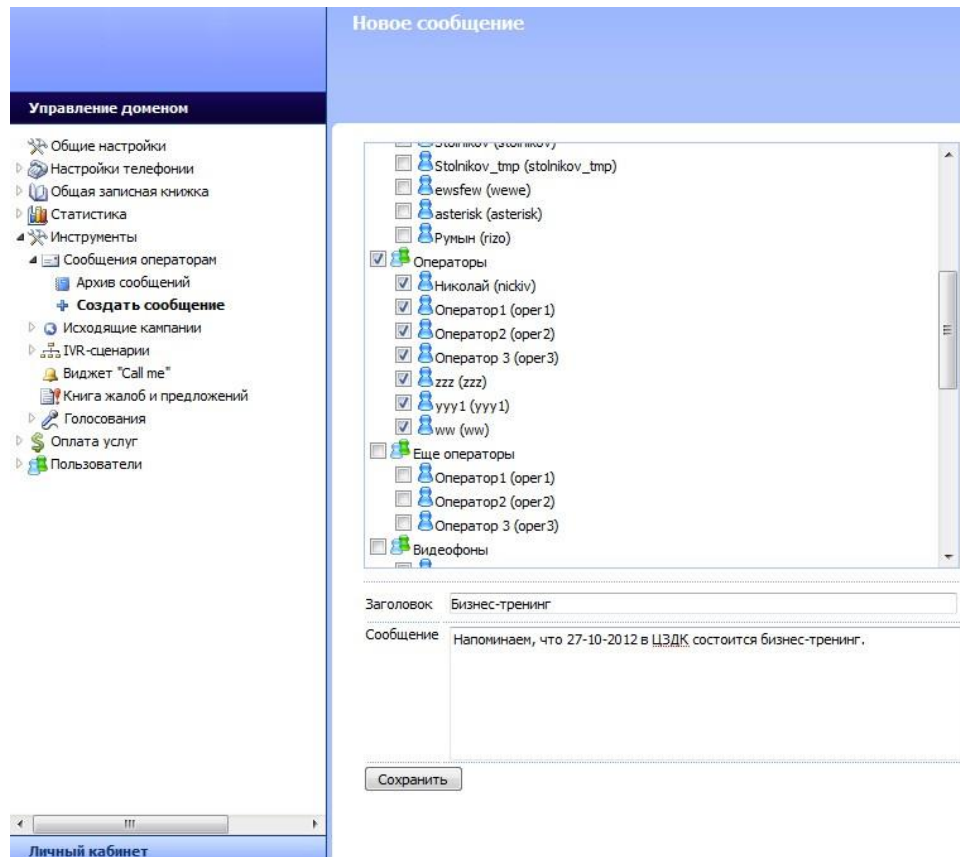 Новое сообщение
Управление доменом
Общие настройки
Настройки телефонии
Общая записная книжка
Статистика
Инструменты
Сообщения операторам
Архив сообщений
Создать сообщение
Исходящие кампании
IVR-сценарии
Виджет "Call me"
Книга жалоб и предложений
Голосования
Оплата услуг
Пользователи
Личный кабинет
Stolnikov (stolnikov)
Stolnikov_tmp (stolnikov_tmp)
ewsfew (wewe)
asterisk (asterisk)
Румын (rizo)
Операторы
Николай (nickiv)
Оператор1 (oper1)
Оператор2 (oper2)
Оператор 3 (oper3)
zzz (zzz)
yyy1 (yyy1)
ww (ww)
Еще операторы
Оператор1 (oper1)
Оператор2 (oper2)
Оператор 3 (oper3)
Видеофоны
Заголовок Бизнес-тренинг
Сообщение Напоминаем, что 27-10-2012 в ЦЗДК состоится бизнес-тренинг.
Сохранить